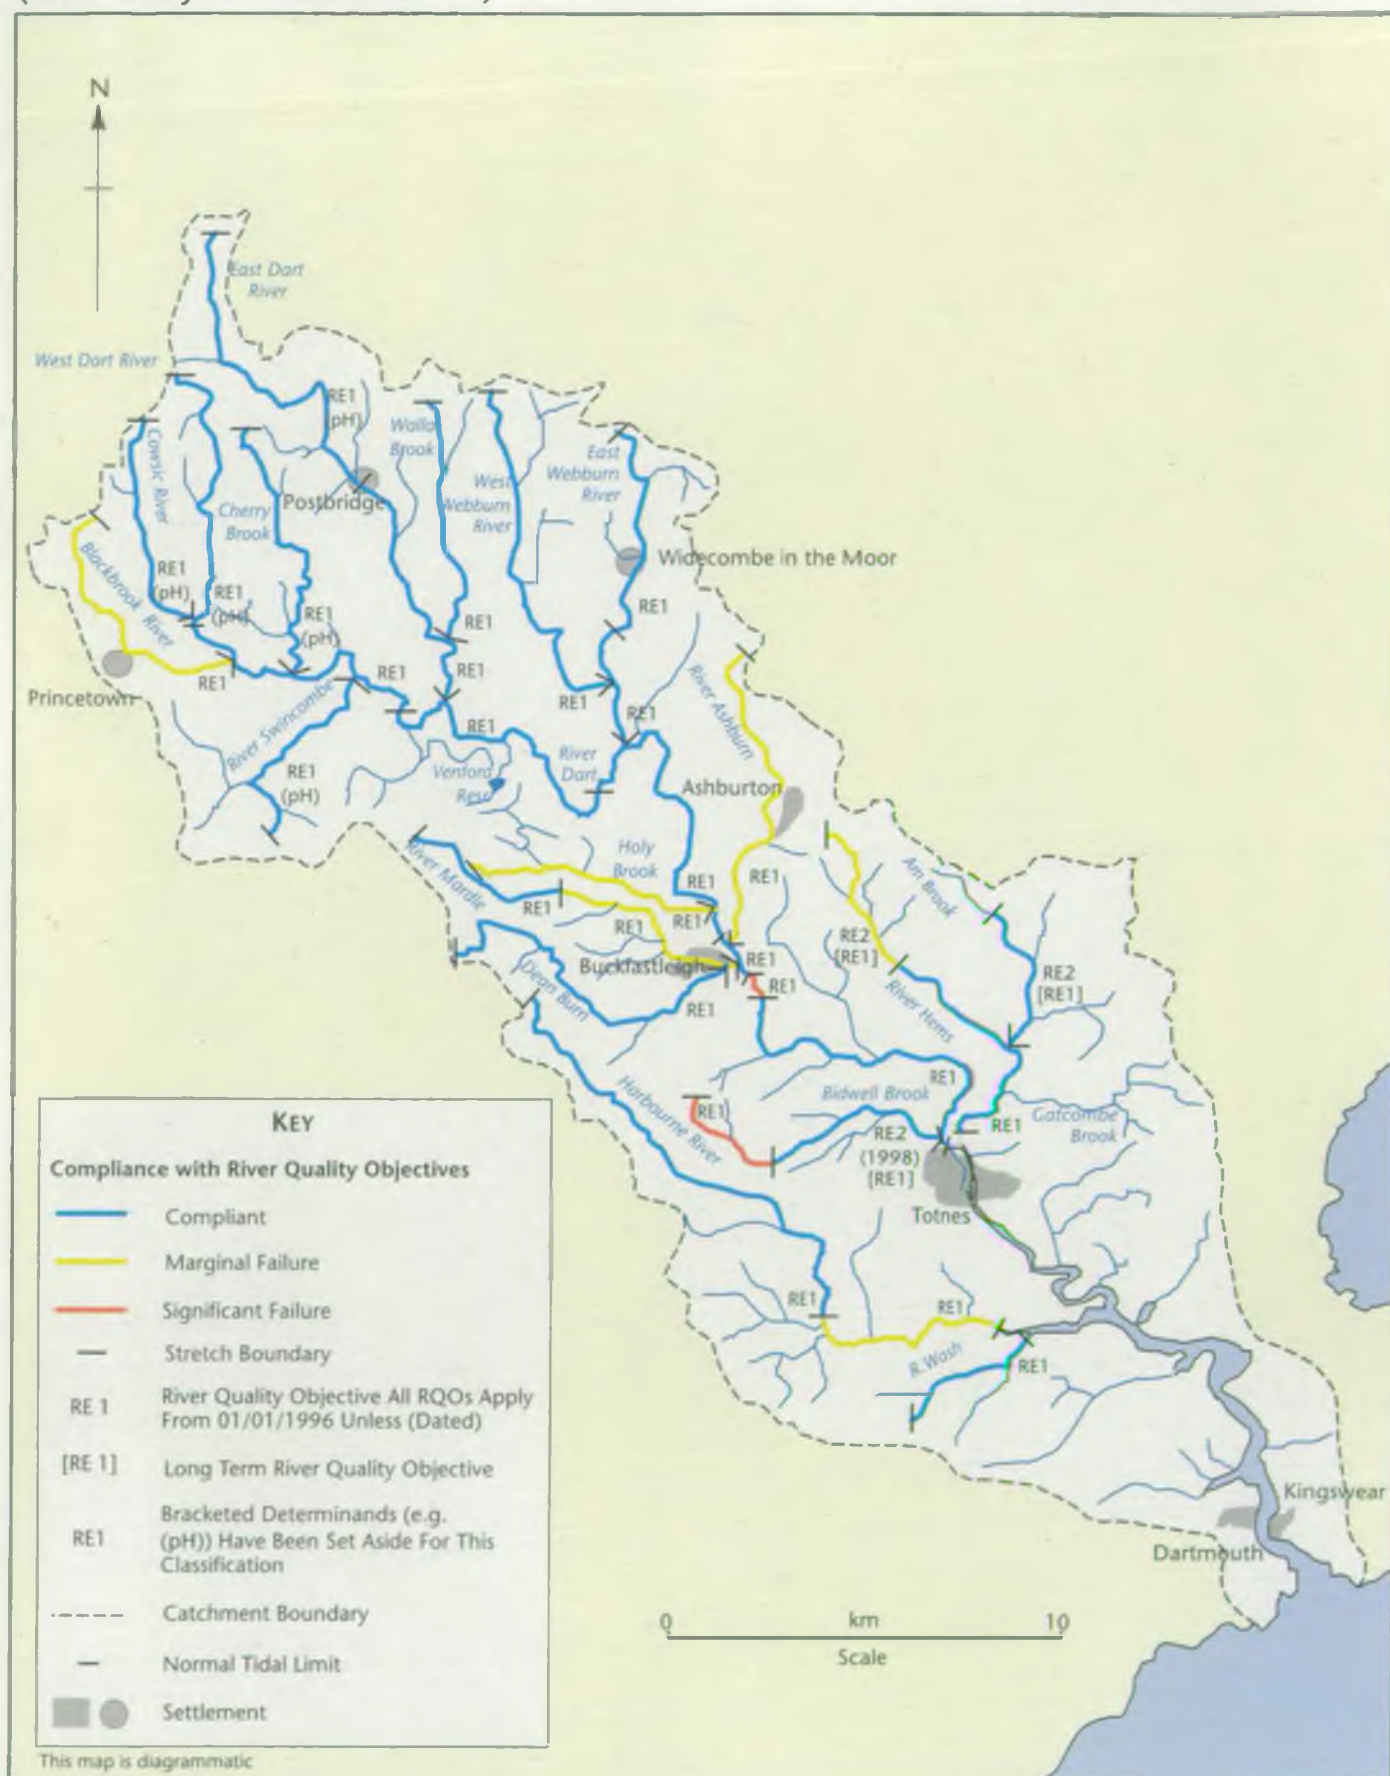 N
East Dart
River
West Dart River
RE1
(pH)
Walla
Brook
Cowsic River
East
Webburn
River
West
Webburn
River
Cherry
Brook
Postbridge
Blackbrook River
Widecombe in the Moor
RE1
(pH)
RE1
(pH)
RE1
(pH)
RE1
RE1
RE1
RE1
RE1
Princetown
RE1
River Swincombe
RE1
RE1
RE1
River Ashburn
River
Dart
Venford
Resr
RE1
(pH)
Ashburton
Holy
Brook
River Mardle
RE1
RE1
Am Brook
RE1
RE1
RE1
RE2
[RE1]
Buckfastleigh
RE1
RE1
RE2
[RE1]
Dean Burn
RE1
River Hems
Harbourne River
RE1
RE1
Bidwell Brook
RE1
Gatcombe
Brook
RE2
(1998)
[RE1]
Totnes
RE1
RE1
R.Wash
RE1
Kingswear
Dartmouth
KEY
Compliance with River Quality Objectives
Compliant
Marginal Failure
Significant Failure
Stretch Boundary
RE 1
River Quality Objective All RQOs Apply
From 01/01/1996 Unless (Dated)
[RE 1]
Long Term River Quality Objective
RE1
Bracketed Determinands (e.g.
(pH)) Have Been Set Aside For This
Classification
Catchment Boundary
Normal Tidal Limit
Settlement
0 km 10
Scale
This map is diagrammatic